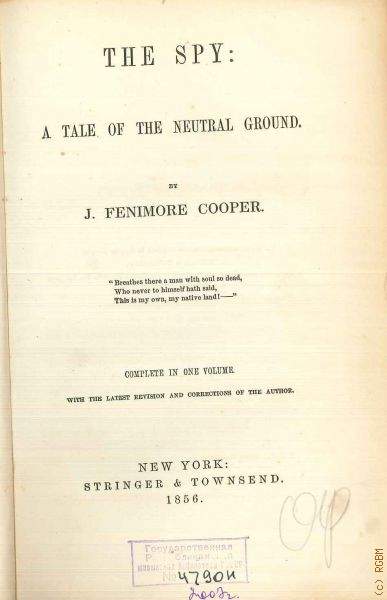 THE SPY:
A TALE OF THE NEUTRAL GROUND.
BY
J. FENIMORE COOPER.
"Breathes there a man with soul so dead,
Who never to himself hath said,
This is my own, my native land!——"
COMPLETE IN ONE VOLUME.
WITH THE LATEST REVISION AND CORRECTIONS OF THE AUTHOR.
NEW YORK:
STRINGER & TOWNSEND.
1856.
Государственная
47904
2003г.
(c) RGBM